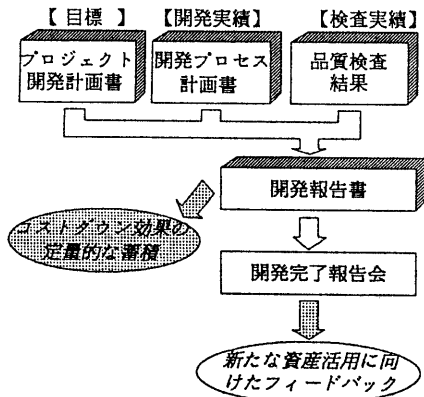 【 目標 】 【開発実績】 【検査実績】
プロジェクト
開発計画書
開発プロセス
計画書
品質検査
結果
開発報告書
コストダウン効果の
定量的な蓄積
開発完了報告会
新たな資産活用に向
けたフィードバック